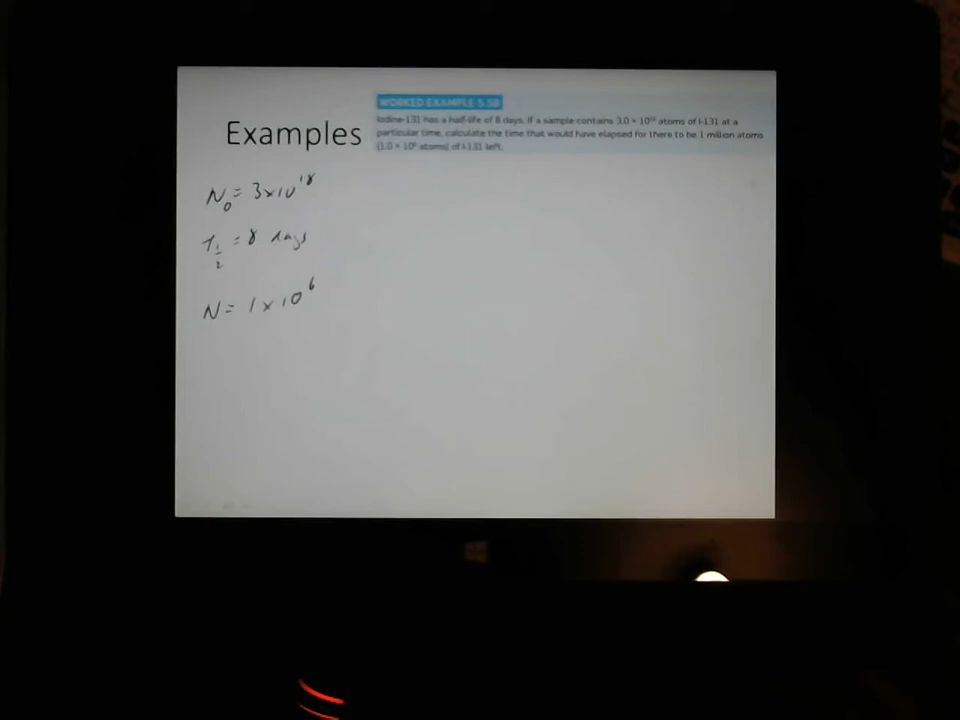 WORKED EXAMPLE 5.5B
Iodine-131 has a half-life of 8 days. If a sample contains 3.0 × 10¹⁸ atoms of I-131 at a
particular time, calculate the time that would have elapsed for there to be 1 million atoms
(1.0 × 10⁶ atoms) of I-131 left.
Examples
N₀ = 3×10¹⁸
T½ = 8 days
N = 1 × 10⁶